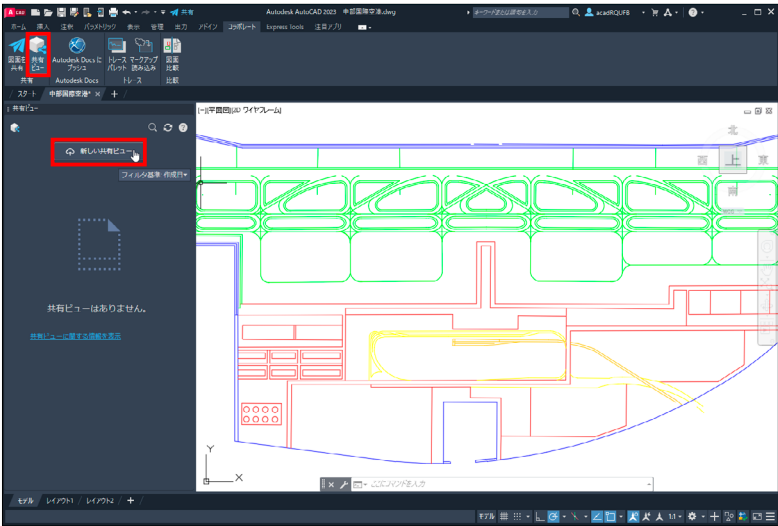 A CAD 共有 Autodesk AutoCAD 2023 中部国際空港.dwg キーワードまたは語句を入力 acadRQUFB
ホーム 挿入 注釈 パラメトリック 表示 管理 出力 アドイン コラボレート Express Tools 注目アプリ
図面を共有 共有ビュー Autodesk Docs にプッシュ トレース パレット マークアップ 読み込み 図面比較
共有 Autodesk Docs トレース 比較
スタート 中部国際空港* × +
共有ビュー
[−][平面図][2D ワイヤフレーム]
新しい共有ビュー
フィルタ基準: 作成日
共有ビューはありません。
共有ビューに関する情報を表示
北
西 上 東
南
Y
X
ここにコマンドを入力
モデル レイアウト1 レイアウト2 +
モデル 1:1